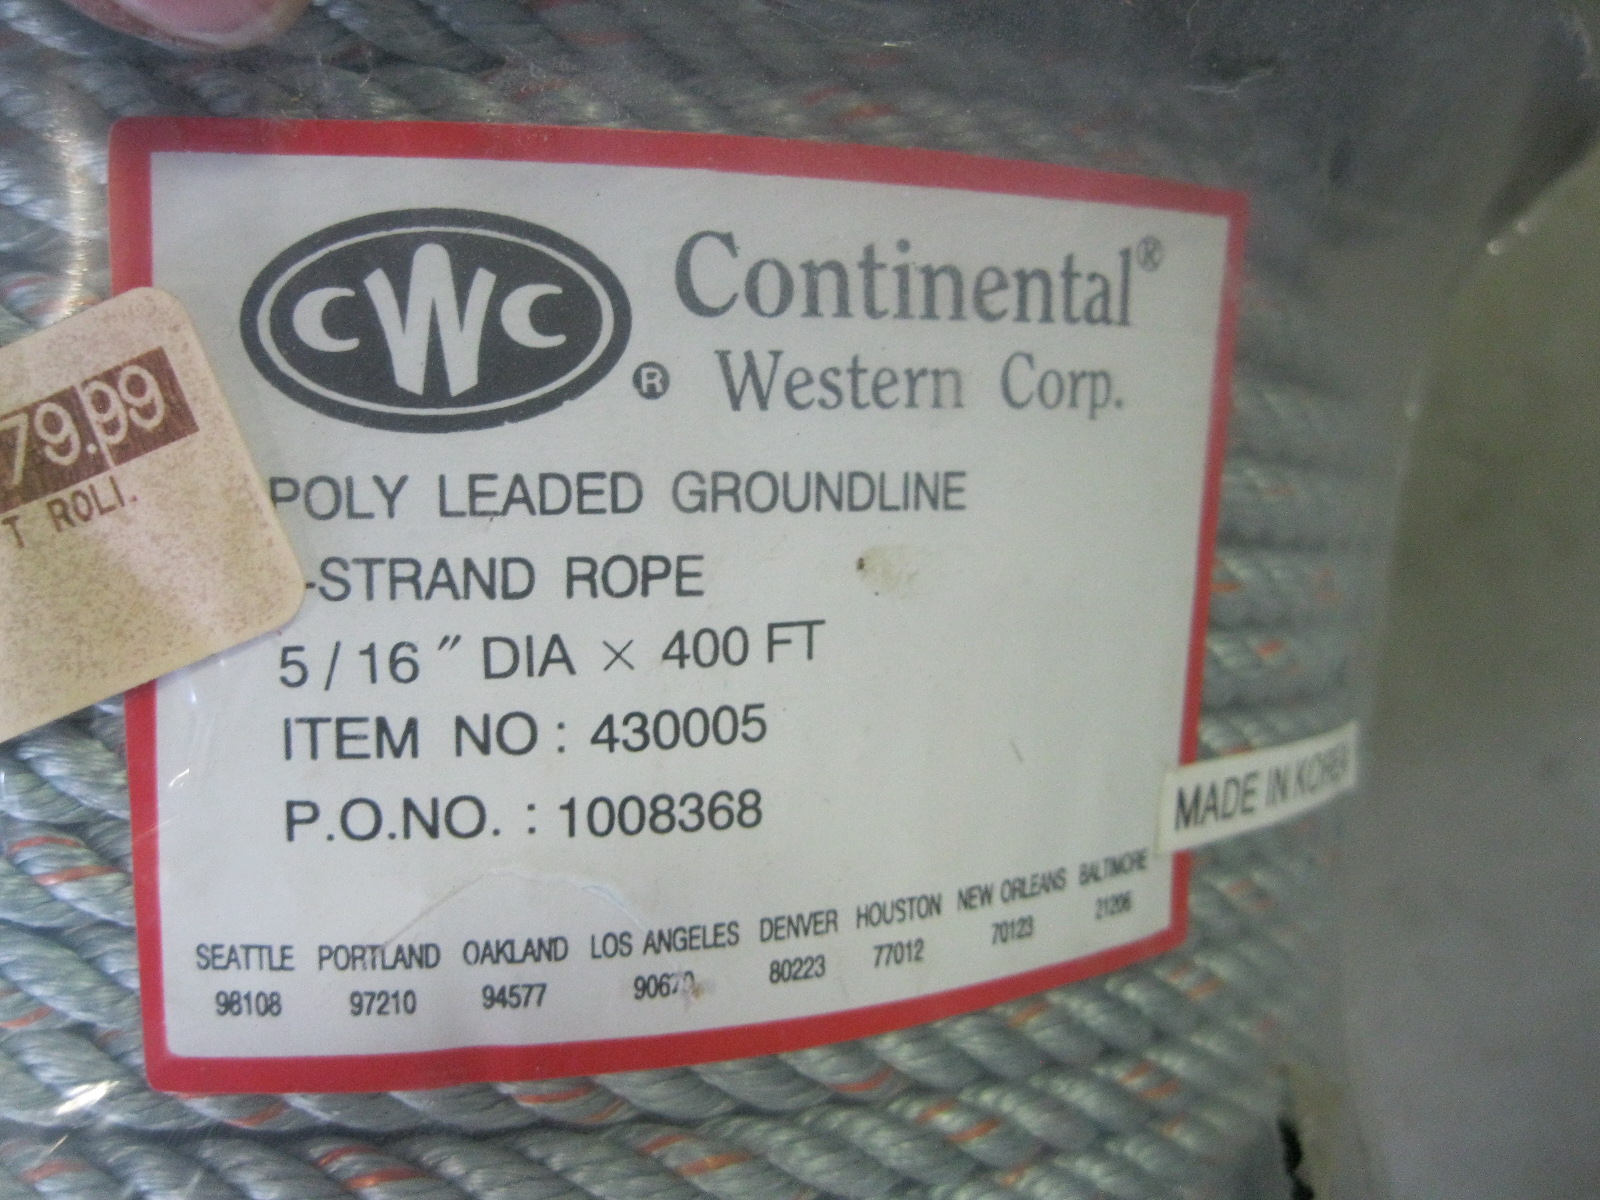 CWC ®
Continental®
Western Corp.
79.99
T ROLL.
POLY LEADED GROUNDLINE
-STRAND ROPE
5/16" DIA × 400 FT
ITEM NO: 430005
P.O.NO. : 1008368
MADE IN KOREA
SEATTLE PORTLAND OAKLAND LOS ANGELES DENVER HOUSTON NEW ORLEANS BALTIMORE
98108 97210 94577 90670 80223 77012 70123 21206